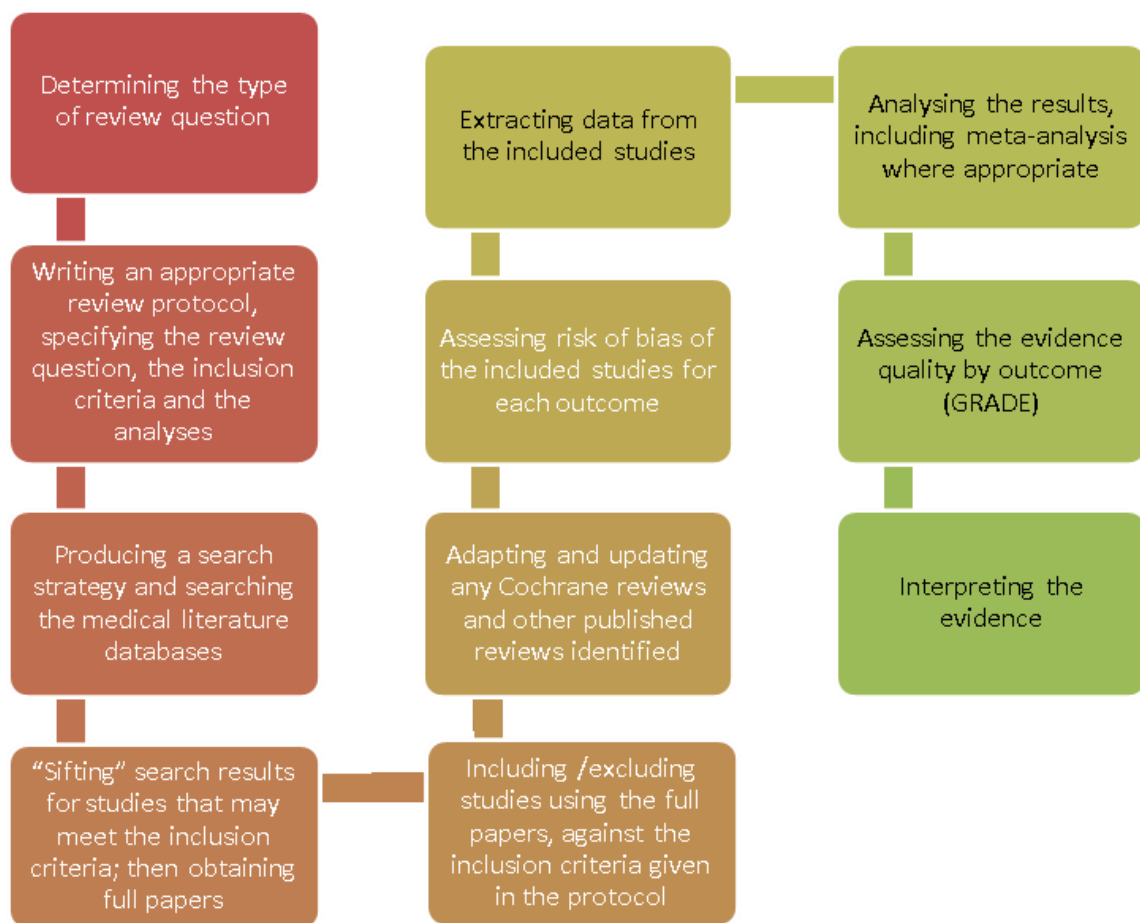 Determining the type
of review question
Writing an appropriate
review protocol,
specifying the review
question, the inclusion
criteria and the
analyses
Producing a search
strategy and searching
the medical literature
databases
“Sifting” search results
for studies that may
meet the inclusion
criteria; then obtaining
full papers
Including /excluding
studies using the full
papers, against the
inclusion criteria given
in the protocol
Adapting and updating
any Cochrane reviews
and other published
reviews identified
Assessing risk of bias of
the included studies for
each outcome
Extracting data from
the included studies
Analysing the results,
including meta-analysis
where appropriate
Assessing the evidence
quality by outcome
(GRADE)
Interpreting the
evidence